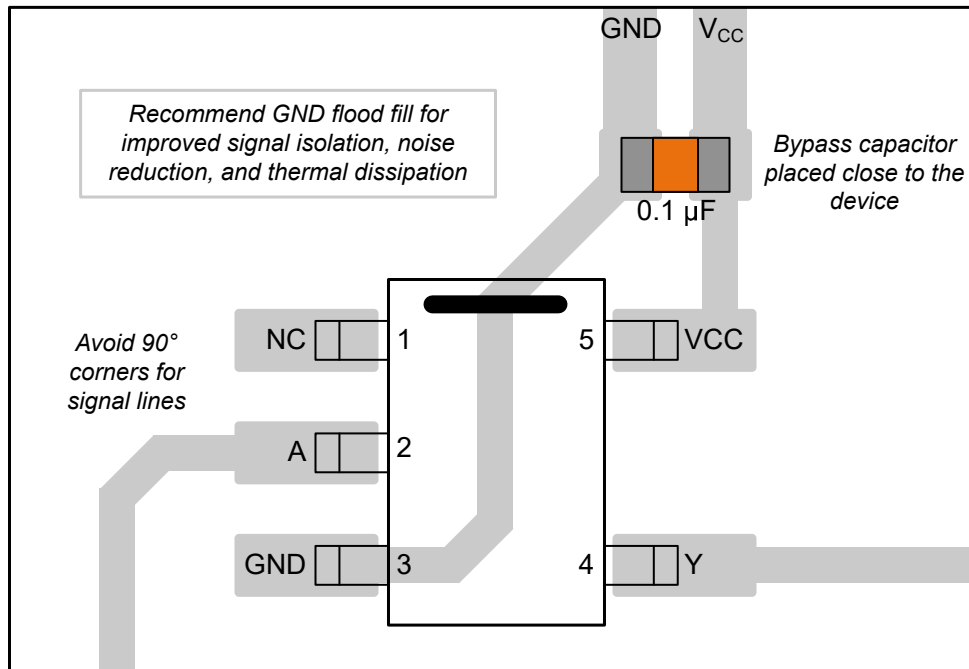 GND
V_CC
Recommend GND flood fill for
improved signal isolation, noise
reduction, and thermal dissipation
Bypass capacitor
placed close to the
device
0.1 µF
NC
1
5
VCC
Avoid 90°
corners for
signal lines
A
2
GND
3
4
Y